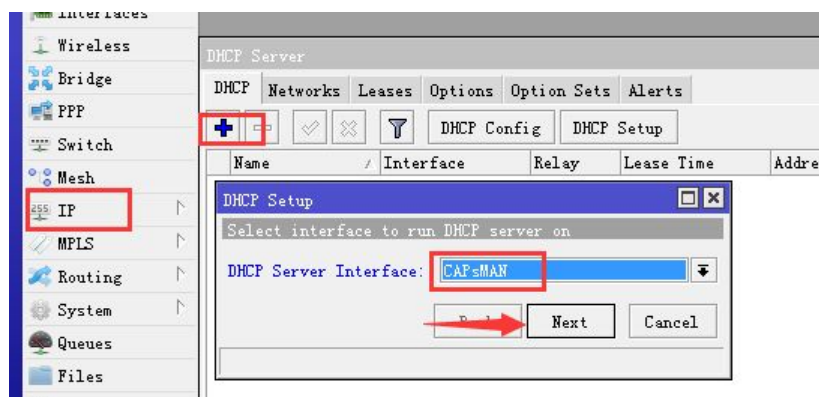 Interfaces
Wireless
Bridge
PPP
Switch
Mesh
255
IP
MPLS
Routing
System
Queues
Files
DHCP Server
DHCP Networks Leases Options Option Sets Alerts
DHCP Config DHCP Setup
Name / Interface Relay Lease Time Addre
DHCP Setup
Select interface to run DHCP server on
DHCP Server Interface: CAPsMAN
Next Cancel